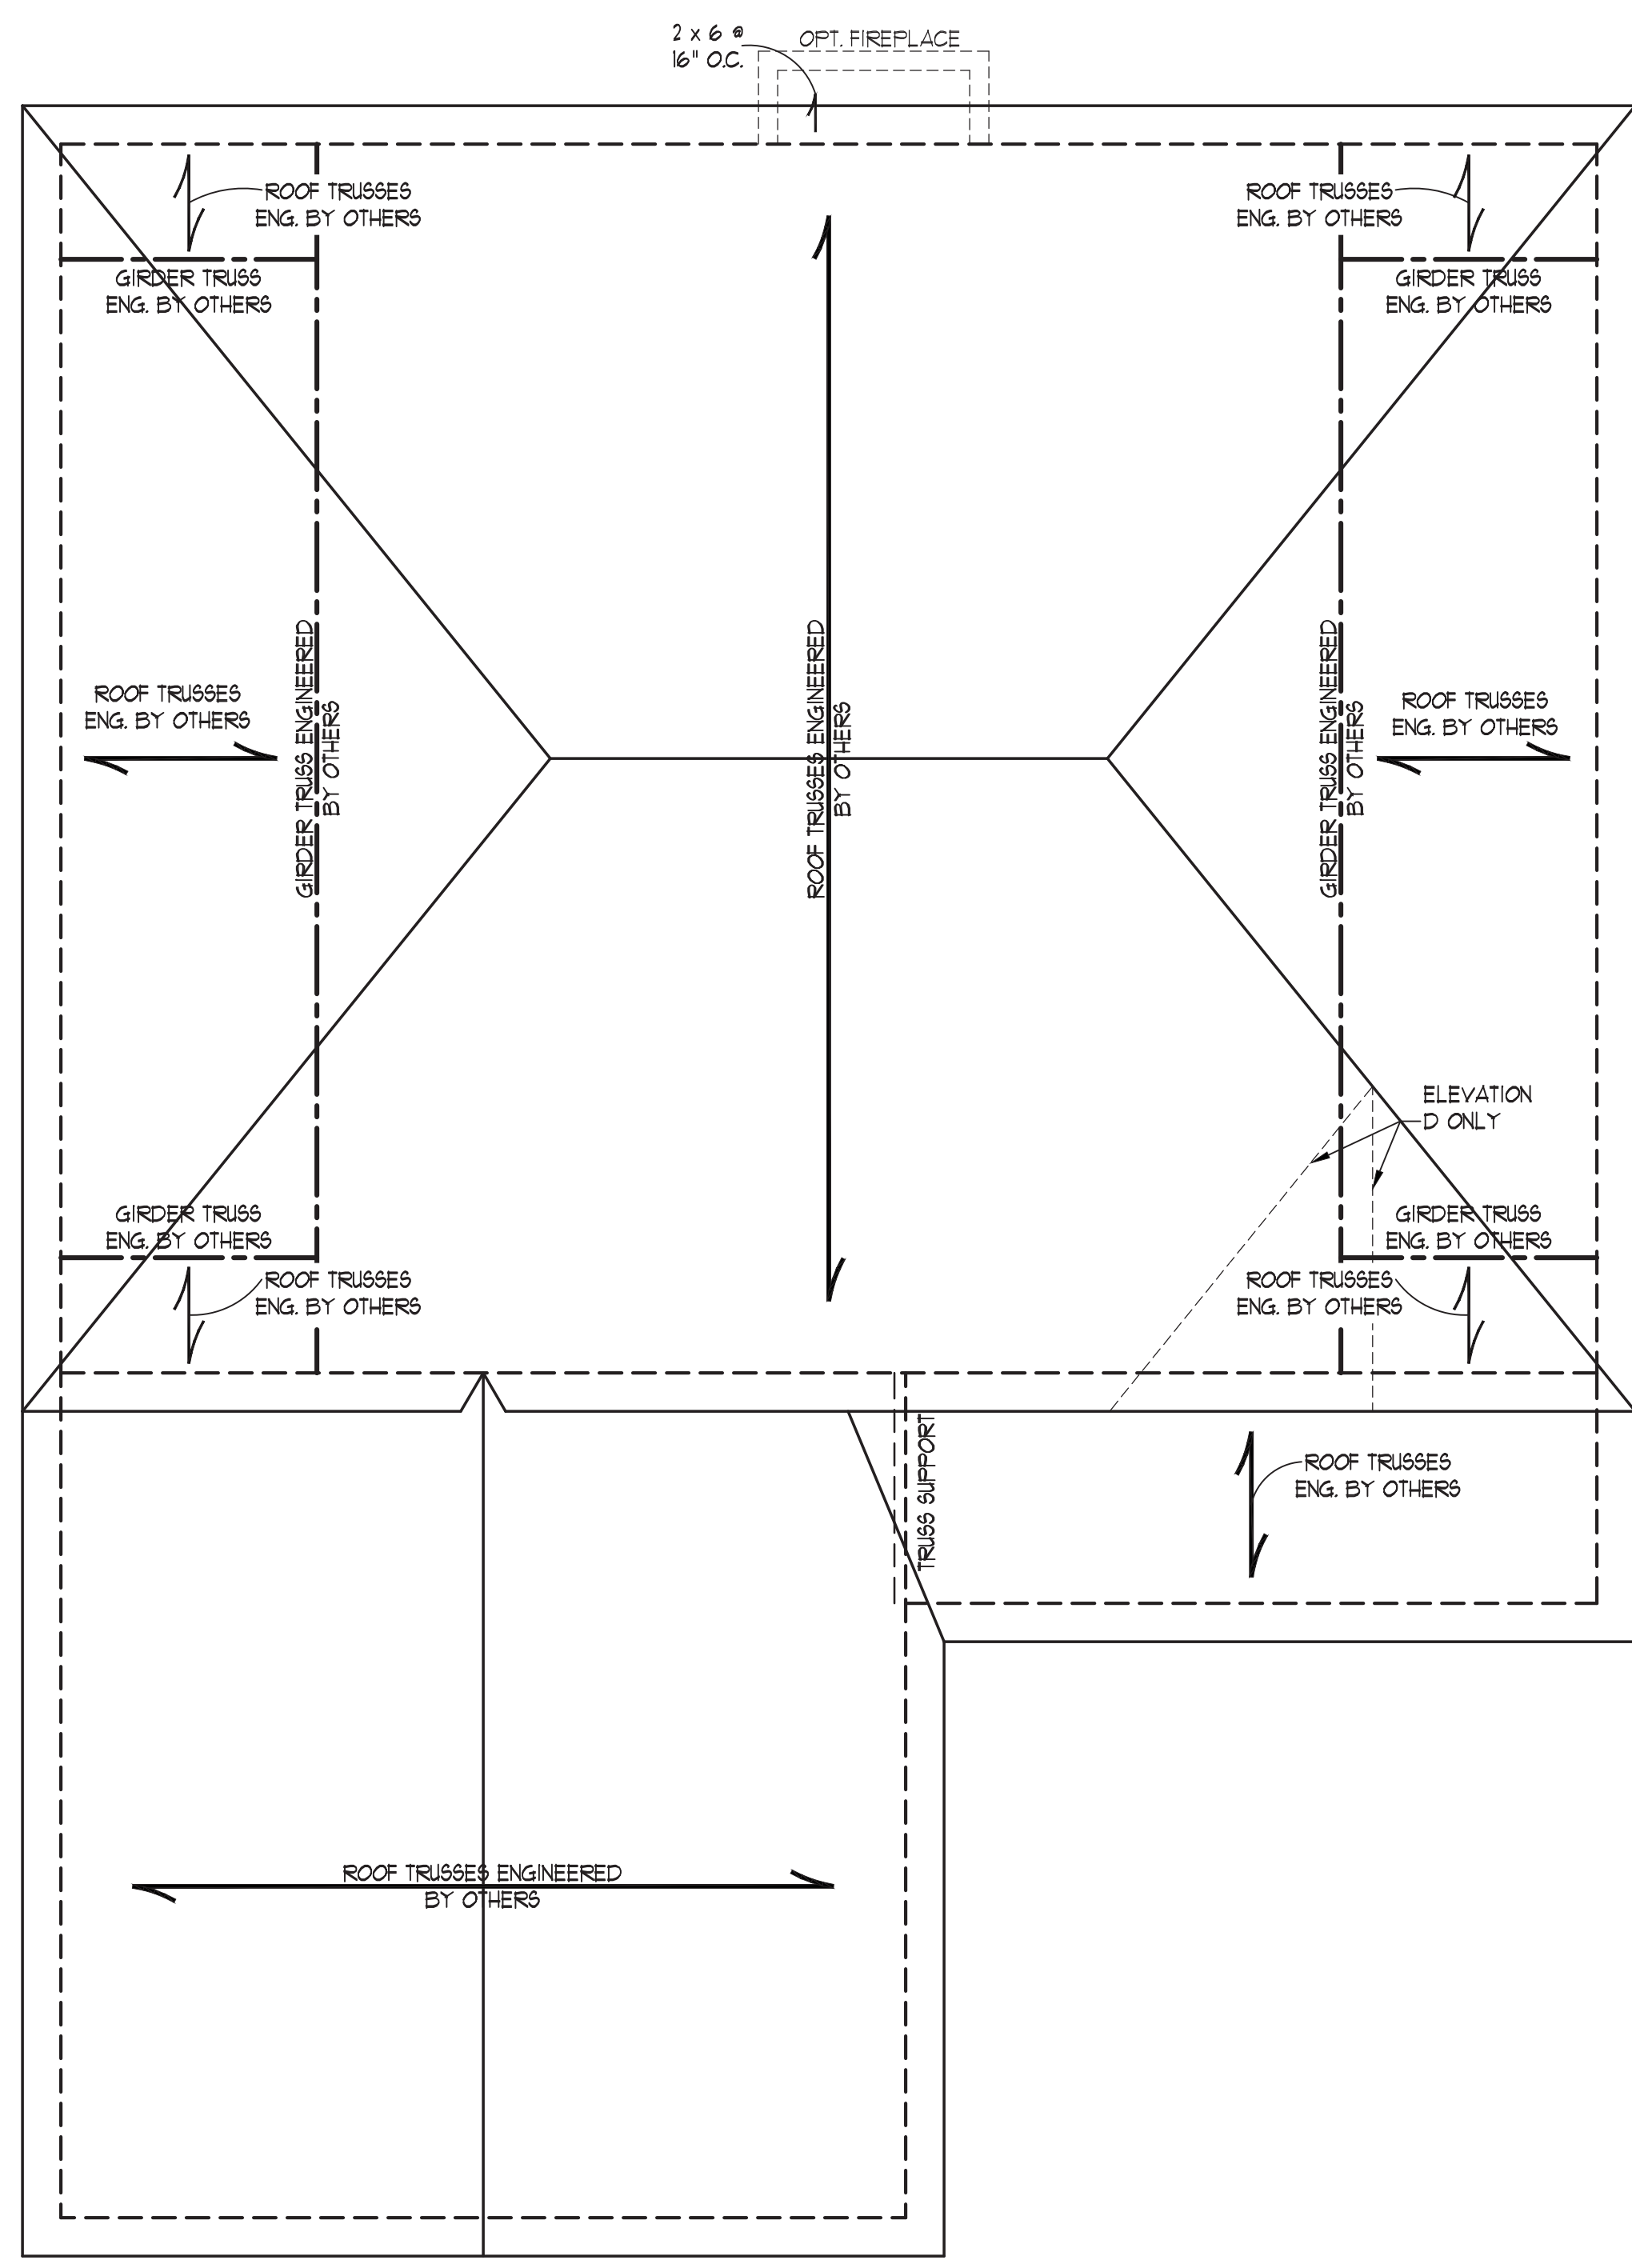 2 x 6 @
16" O.C.
OPT. FIREPLACE
ROOF TRUSSES
ENG. BY OTHERS
ROOF TRUSSES
ENG. BY OTHERS
GIRDER TRUSS
ENG. BY OTHERS
GIRDER TRUSS
ENG. BY OTHERS
ROOF TRUSSES
ENG. BY OTHERS
GIRDER TRUSS ENGINEERED
BY OTHERS
ROOF TRUSSES ENGINEERED
BY OTHERS
GIRDER TRUSS ENGINEERED
BY OTHERS
ROOF TRUSSES
ENG. BY OTHERS
ELEVATION
D ONLY
GIRDER TRUSS
ENG. BY OTHERS
GIRDER TRUSS
ENG. BY OTHERS
ROOF TRUSSES
ENG. BY OTHERS
ROOF TRUSSES
ENG. BY OTHERS
TRUSS SUPPORT
ROOF TRUSSES
ENG. BY OTHERS
ROOF TRUSSES ENGINEERED
BY OTHERS